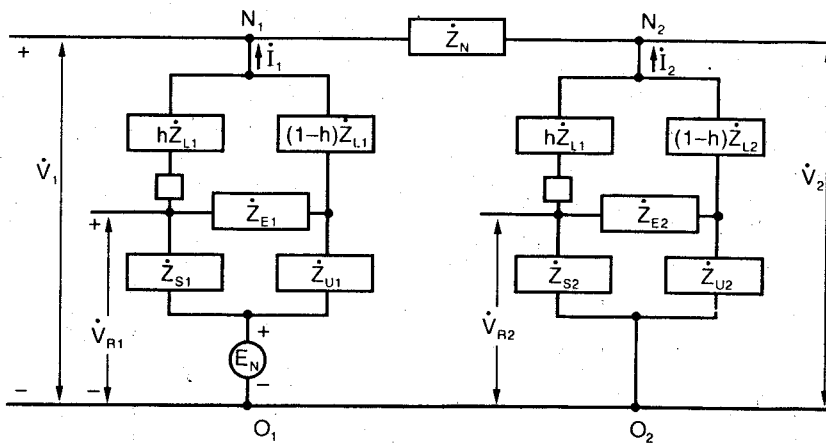 N₁
N₂
+
İ₁
Ż_N
İ₂
hŻ_L1
(1−h)Ż_L1
hŻ_L1
(1−h)Ż_L2
V̇₁
V̇₂
+
Ż_E1
+
Ż_E2
Ż_S1
Ż_U1
Ż_S2
Ż_U2
V̇_R1
+
V̇_R2
E_N
−
−
−
−
−
O₁
O₂